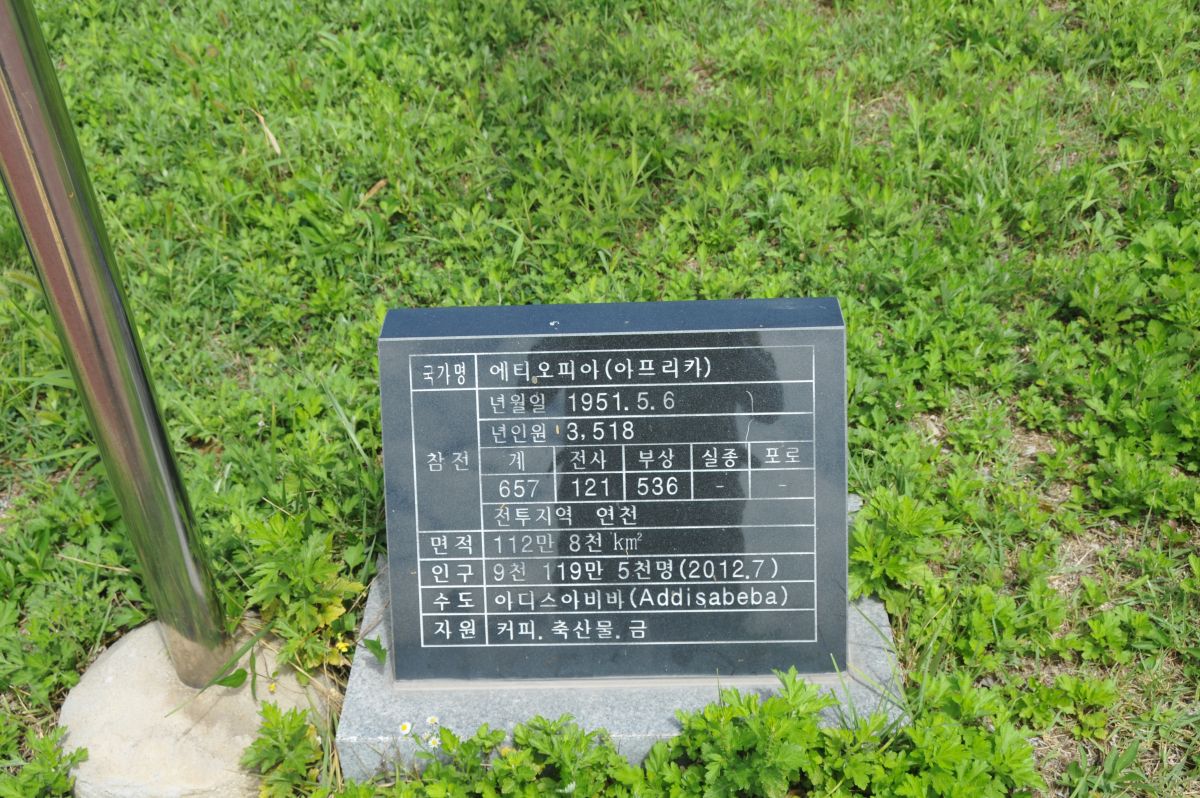 국가명 에티오피아(아프리카)
년월일 1951.5.6
년인원 3,518
참전 계 전사 부상 실종 포로
657 121 536 - -
전투지역 연천
면적 112만 8천 ㎢
인구 9천 119만 5천명(2012.7)
수도 아디스아비바(Addisabeba)
자원 커피.축산물.금